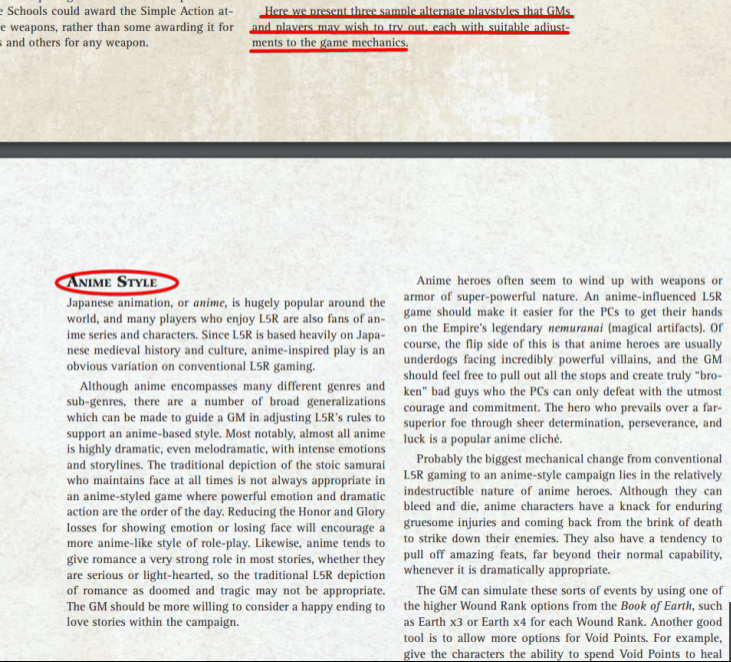 e Schools could award the Simple Action at-
e weapons, rather than some awarding it for
s and others for any weapon.
Here we present three sample alternate playstyles that GMs
and players may wish to try out, each with suitable adjust-
ments to the game mechanics.
ANIME STYLE
Japanese animation, or anime, is hugely popular around the
world, and many players who enjoy L5R are also fans of an-
ime series and characters. Since L5R is based heavily on Japa-
nese medieval history and culture, anime-inspired play is an
obvious variation on conventional L5R gaming.
Although anime encompasses many different genres and
sub-genres, there are a number of broad generalizations
which can be made to guide a GM in adjusting L5R's rules to
support an anime-based style. Most notably, almost all anime
is highly dramatic, even melodramatic, with intense emotions
and storylines. The traditional depiction of the stoic samurai
who maintains face at all times is not always appropriate in
an anime-styled game where powerful emotion and dramatic
action are the order of the day. Reducing the Honor and Glory
losses for showing emotion or losing face will encourage a
more anime-like style of role-play. Likewise, anime tends to
give romance a very strong role in most stories, whether they
are serious or light-hearted, so the traditional L5R depiction
of romance as doomed and tragic may not be appropriate.
The GM should be more willing to consider a happy ending to
love stories within the campaign.
Anime heroes often seem to wind up with weapons or
armor of super-powerful nature. An anime-influenced L5R
game should make it easier for the PCs to get their hands
on the Empire's legendary nemuranai (magical artifacts). Of
course, the flip side of this is that anime heroes are usually
underdogs facing incredibly powerful villains, and the GM
should feel free to pull out all the stops and create truly "bro-
ken" bad guys who the PCs can only defeat with the utmost
courage and commitment. The hero who prevails over a far-
superior foe through sheer determination, perseverance, and
luck is a popular anime cliché.
Probably the biggest mechanical change from conventional
L5R gaming to an anime-style campaign lies in the relatively
indestructible nature of anime heroes. Although they can
bleed and die, anime characters have a knack for enduring
gruesome injuries and coming back from the brink of death
to strike down their enemies. They also have a tendency to
pull off amazing feats, far beyond their normal capability,
whenever it is dramatically appropriate.
The GM can simulate these sorts of events by using one of
the higher Wound Rank options from the Book of Earth, such
as Earth x3 or Earth x4 for each Wound Rank. Another good
tool is to allow more options for Void Points. For example,
give the characters the ability to spend Void Points to heal